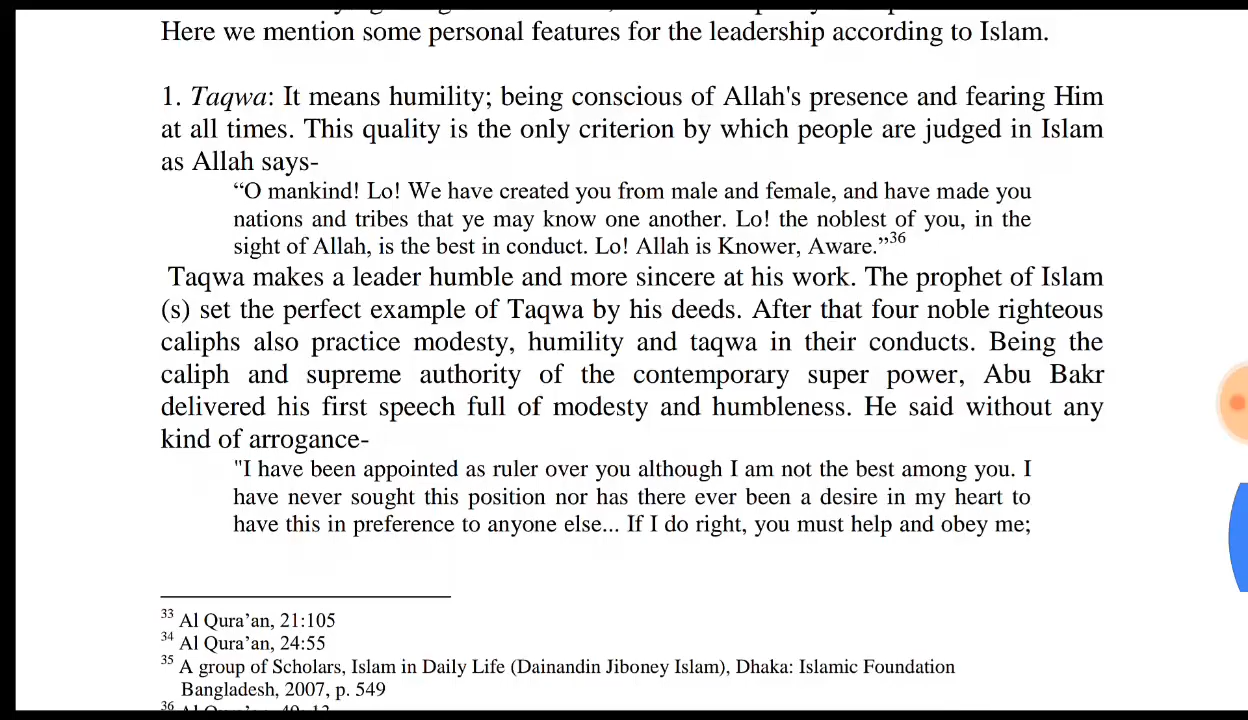 Here we mention some personal features for the leadership according to Islam.
1. Taqwa: It means humility; being conscious of Allah's presence and fearing Him
at all times. This quality is the only criterion by which people are judged in Islam
as Allah says-
“O mankind! Lo! We have created you from male and female, and have made you
nations and tribes that ye may know one another. Lo! the noblest of you, in the
sight of Allah, is the best in conduct. Lo! Allah is Knower, Aware.”36
Taqwa makes a leader humble and more sincere at his work. The prophet of Islam
(s) set the perfect example of Taqwa by his deeds. After that four noble righteous
caliphs also practice modesty, humility and taqwa in their conducts. Being the
caliph and supreme authority of the contemporary super power, Abu Bakr
delivered his first speech full of modesty and humbleness. He said without any
kind of arrogance-
"I have been appointed as ruler over you although I am not the best among you. I
have never sought this position nor has there ever been a desire in my heart to
have this in preference to anyone else... If I do right, you must help and obey me;
33 Al Qura’an, 21:105
34 Al Qura’an, 24:55
35 A group of Scholars, Islam in Daily Life (Dainandin Jiboney Islam), Dhaka: Islamic Foundation
Bangladesh, 2007, p. 549
36